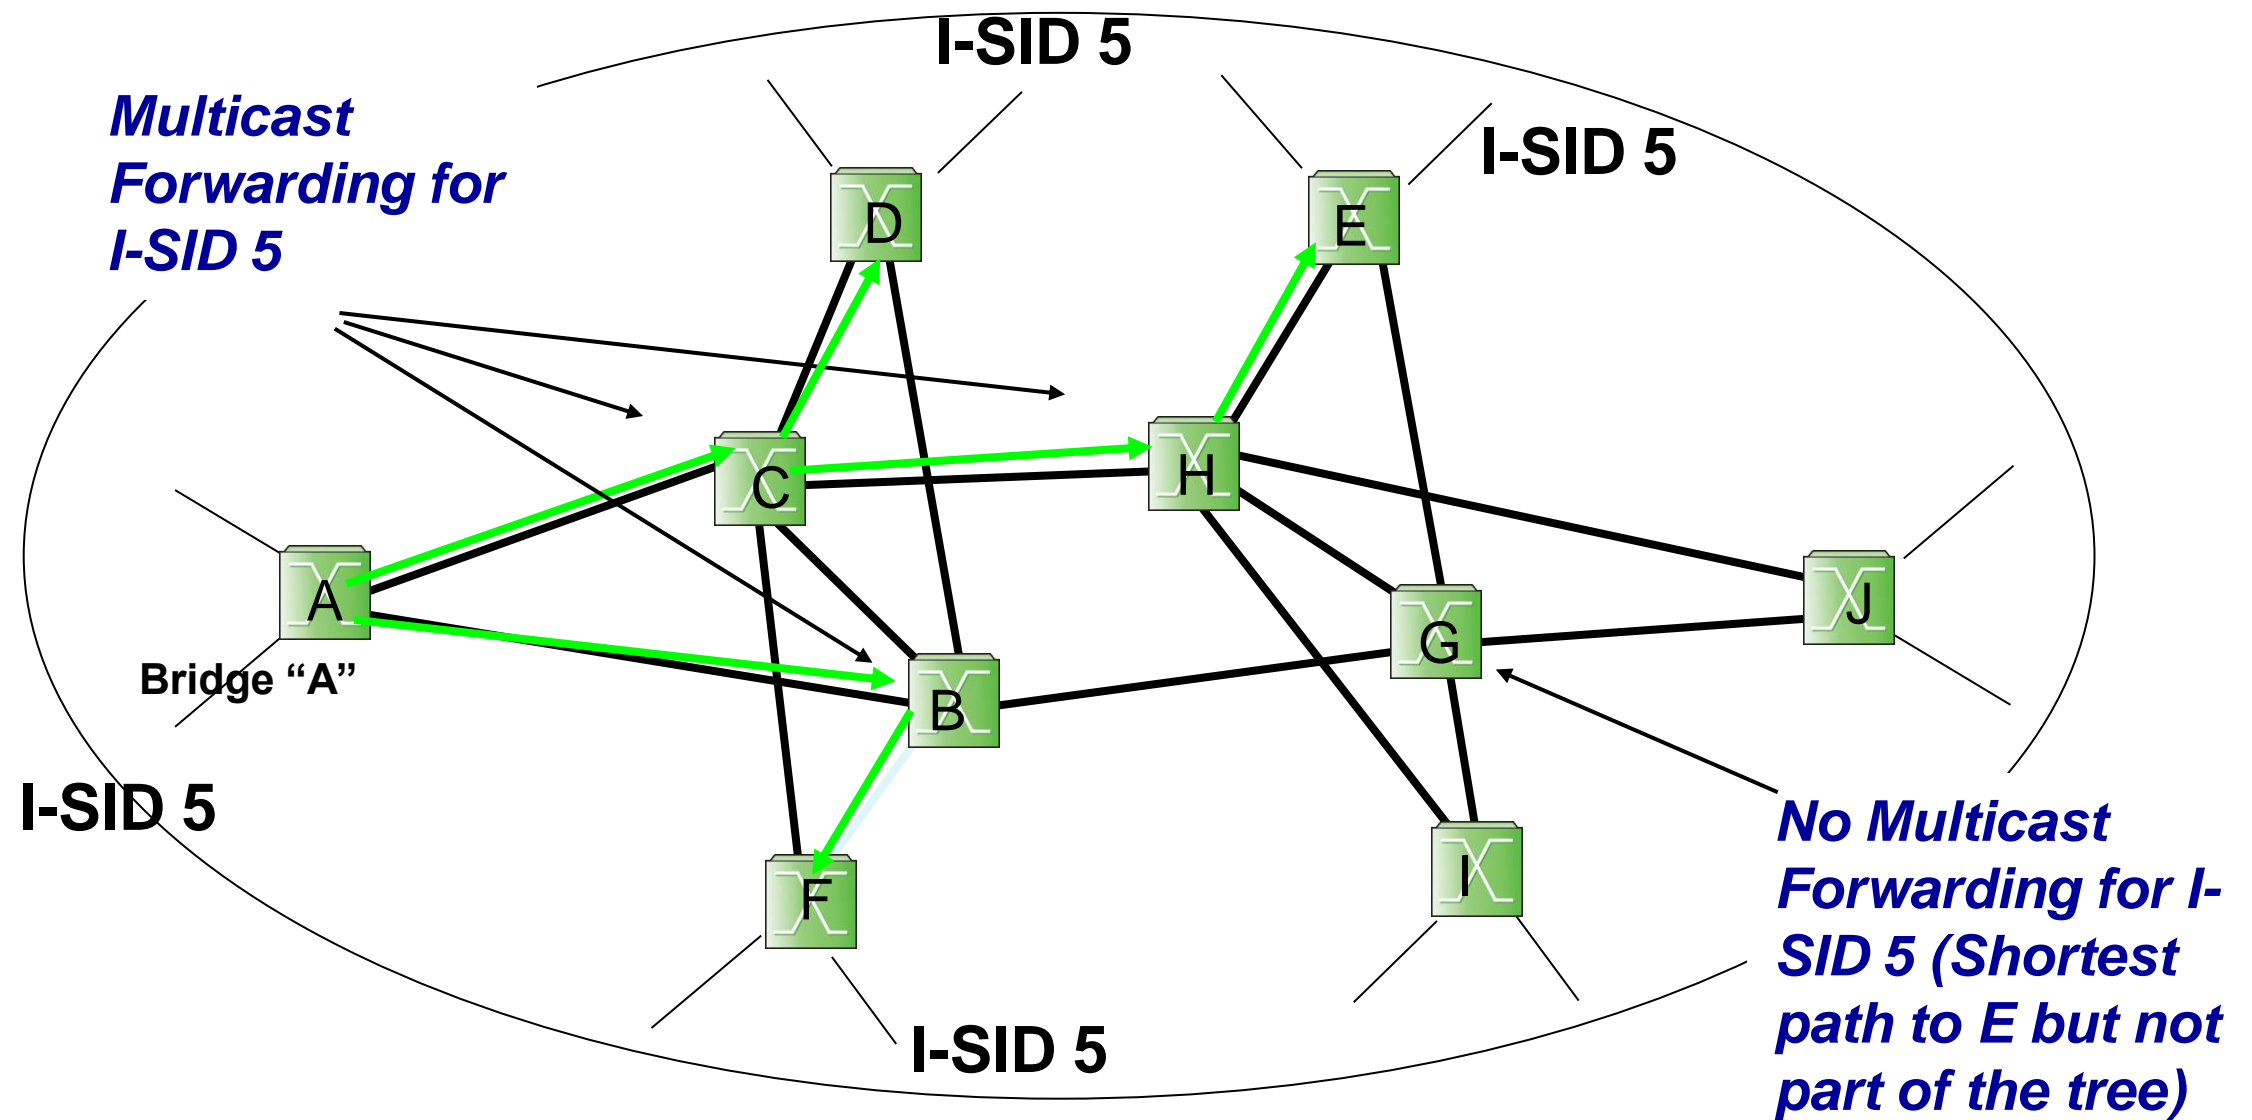 I-SID 5
Multicast
Forwarding for
I-SID 5
I-SID 5
D
E
C
H
A
Bridge “A”
B
G
J
I-SID 5
F
I
I-SID 5
No Multicast
Forwarding for I-
SID 5 (Shortest
path to E but not
part of the tree)